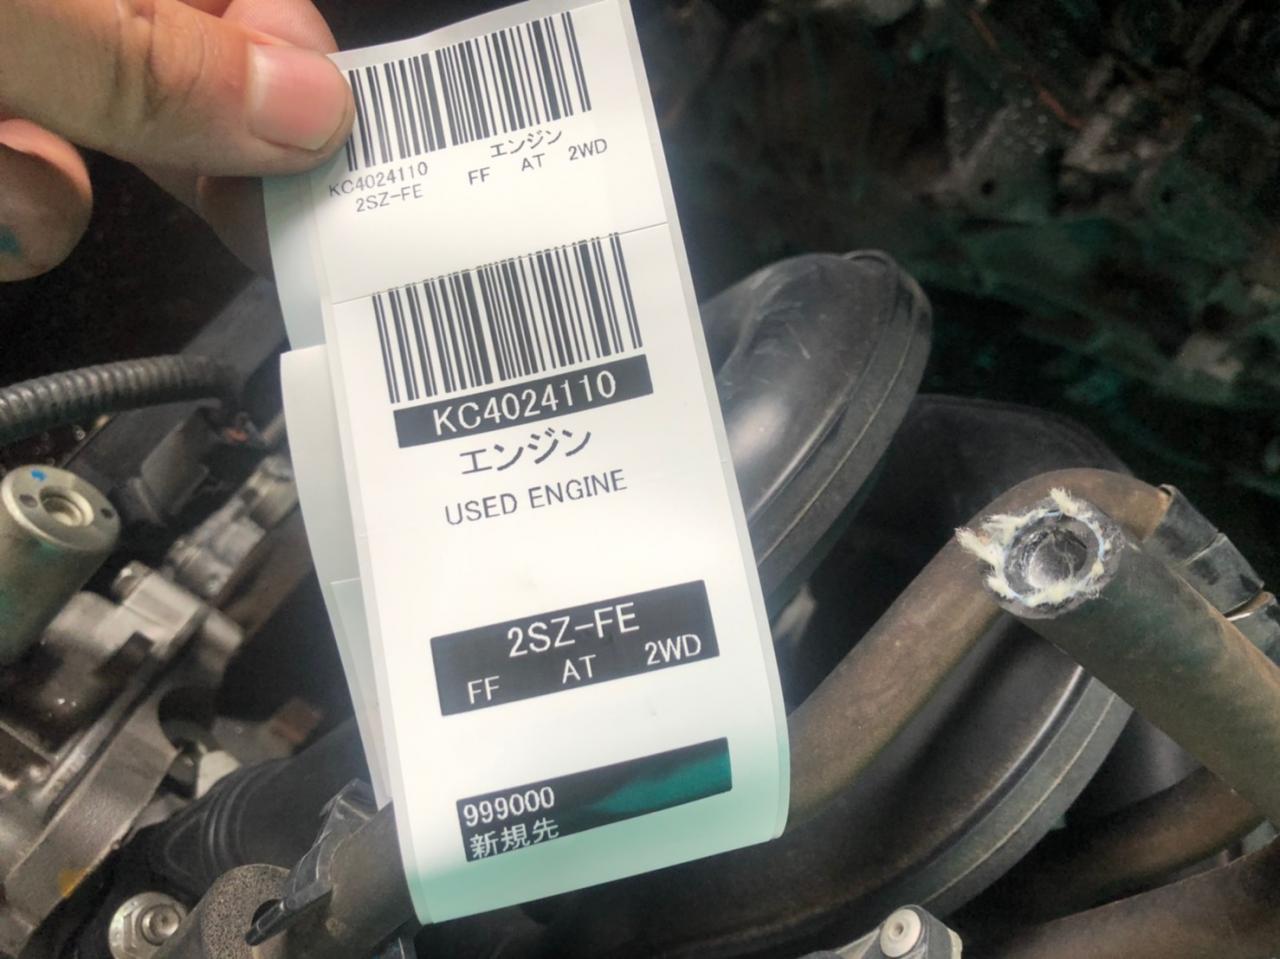 KC4024110 エンジン
2SZ-FE FF AT 2WD
KC4024110
エンジン
USED ENGINE
2SZ-FE
FF AT 2WD
999000
新規先